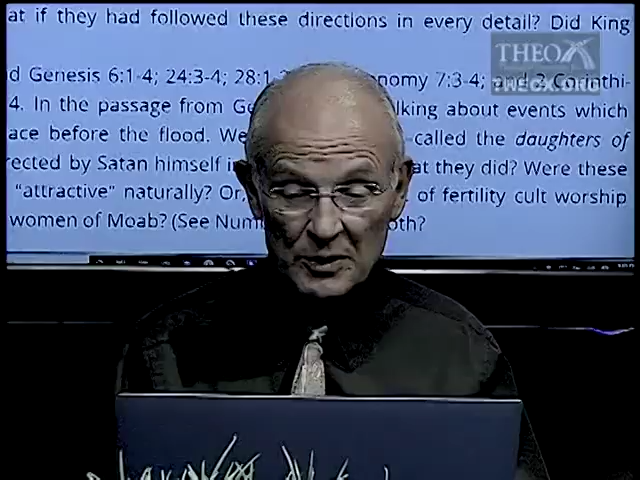 at if they had followed these directions in every detail? Did King
THEOX
TWEOX.ORG
d Genesis 6:1-4; 24:3-4; 28:1- onomy 7:3-4; and 2 Corinthi-
4. In the passage from Ge lking about events which
ace before the flood. We called the daughters of
rected by Satan himself i at they did? Were these
"attractive" naturally? Or, of fertility cult worship
women of Moab? (See Num oth?